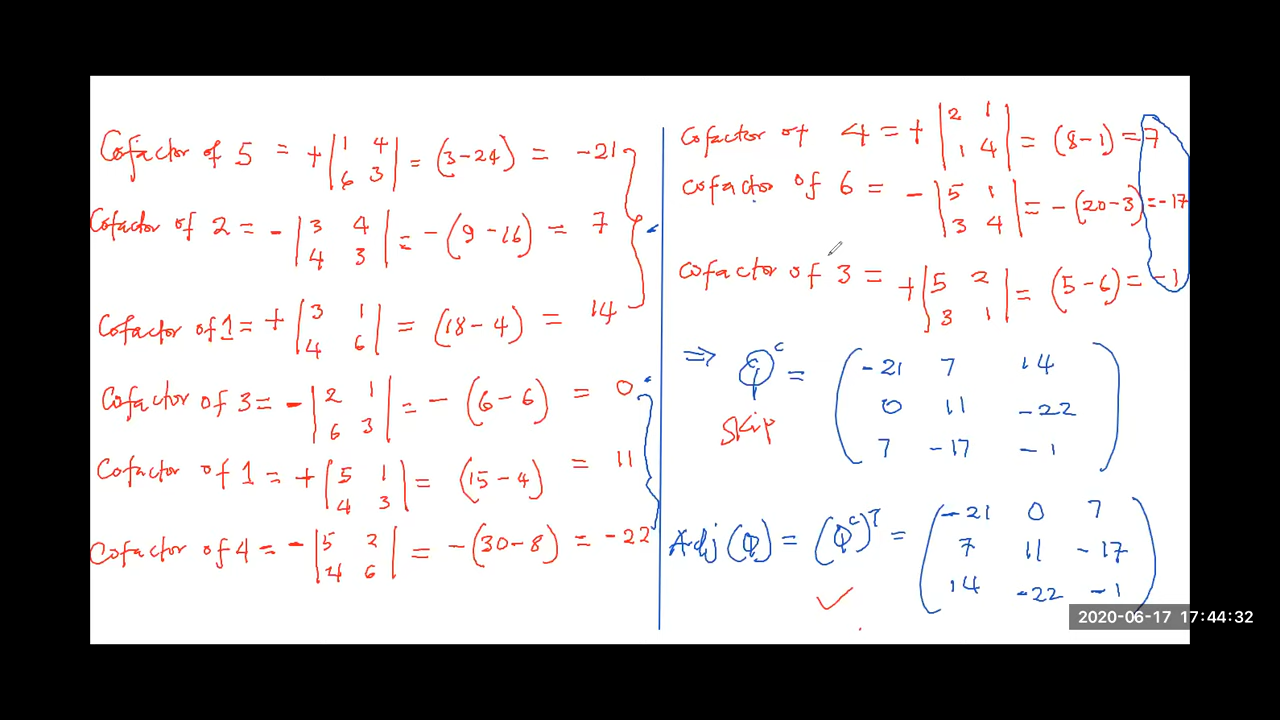 Cofactor of 5 = + |1 4| = (3-24) = -21
|6 3|
Cofactor of 2 = - |3 4| = -(9-16) = 7
|4 3|
Cofactor of 1 = + |3 1| = (18-4) = 14
|4 6|
Cofactor of 3 = - |2 1| = -(6-6) = 0
|6 3|
Cofactor of 1 = + |5 1| = (15-4) = 11
|4 3|
Cofactor of 4 = - |5 2| = -(30-8) = -22
|4 6|
Cofactor of 4 = + |2 1| = (8-1) = 7
|1 4|
Cofactor of 6 = - |5 1| = -(20-3) = -17
|3 4|
Cofactor of 3 = + |5 2| = (5-6) = -1
|3 1|
(-21 7 14)
⇒ Q^c = (0 11 -22)
Skip
(7 -17 -1)
(-21 0 7)
Adj(Q) = (Q^c)^T = (7 11 -17)
(14 -22 -1)
2020-06-17 17:44:32